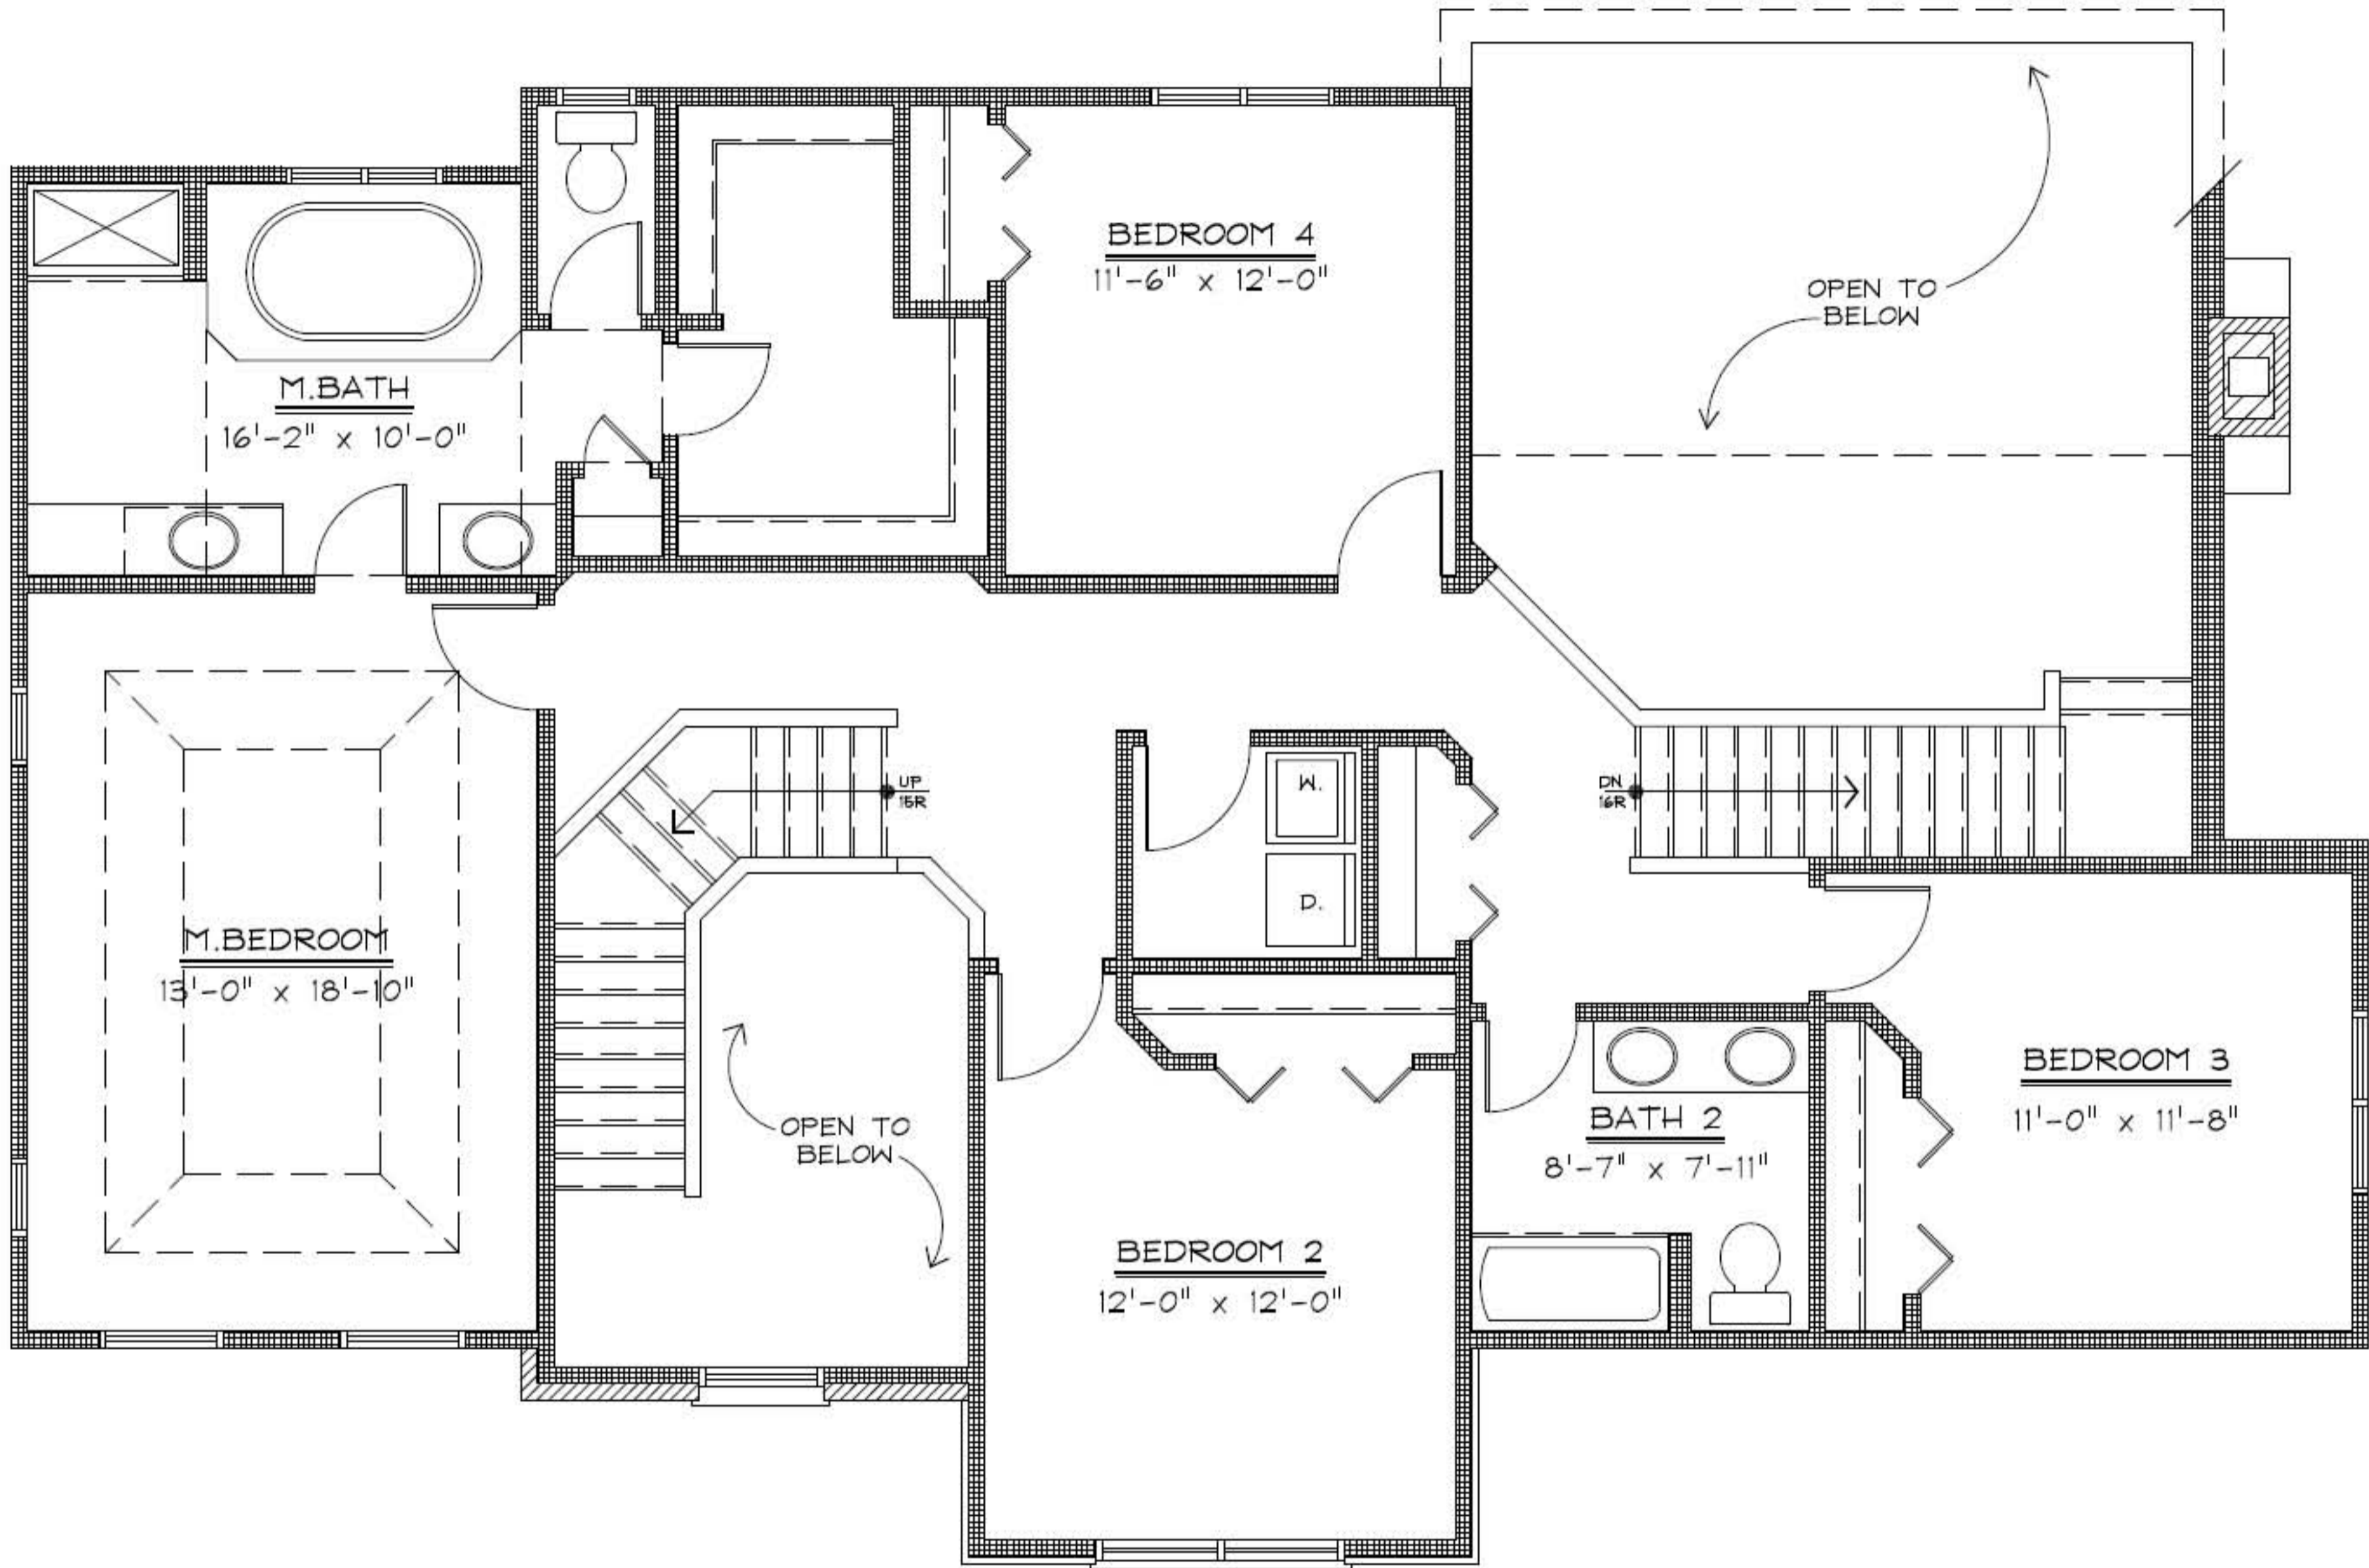 BEDROOM 4
11'-6" x 12'-0"
OPEN TO
BELOW
M.BATH
16'-2" x 10'-0"
W.
UP
15R
DN
16R
D.
M.BEDROOM
13'-0" x 18'-10"
BEDROOM 3
11'-0" x 11'-8"
OPEN TO
BELOW
BATH 2
8'-7" x 7'-11"
BEDROOM 2
12'-0" x 12'-0"